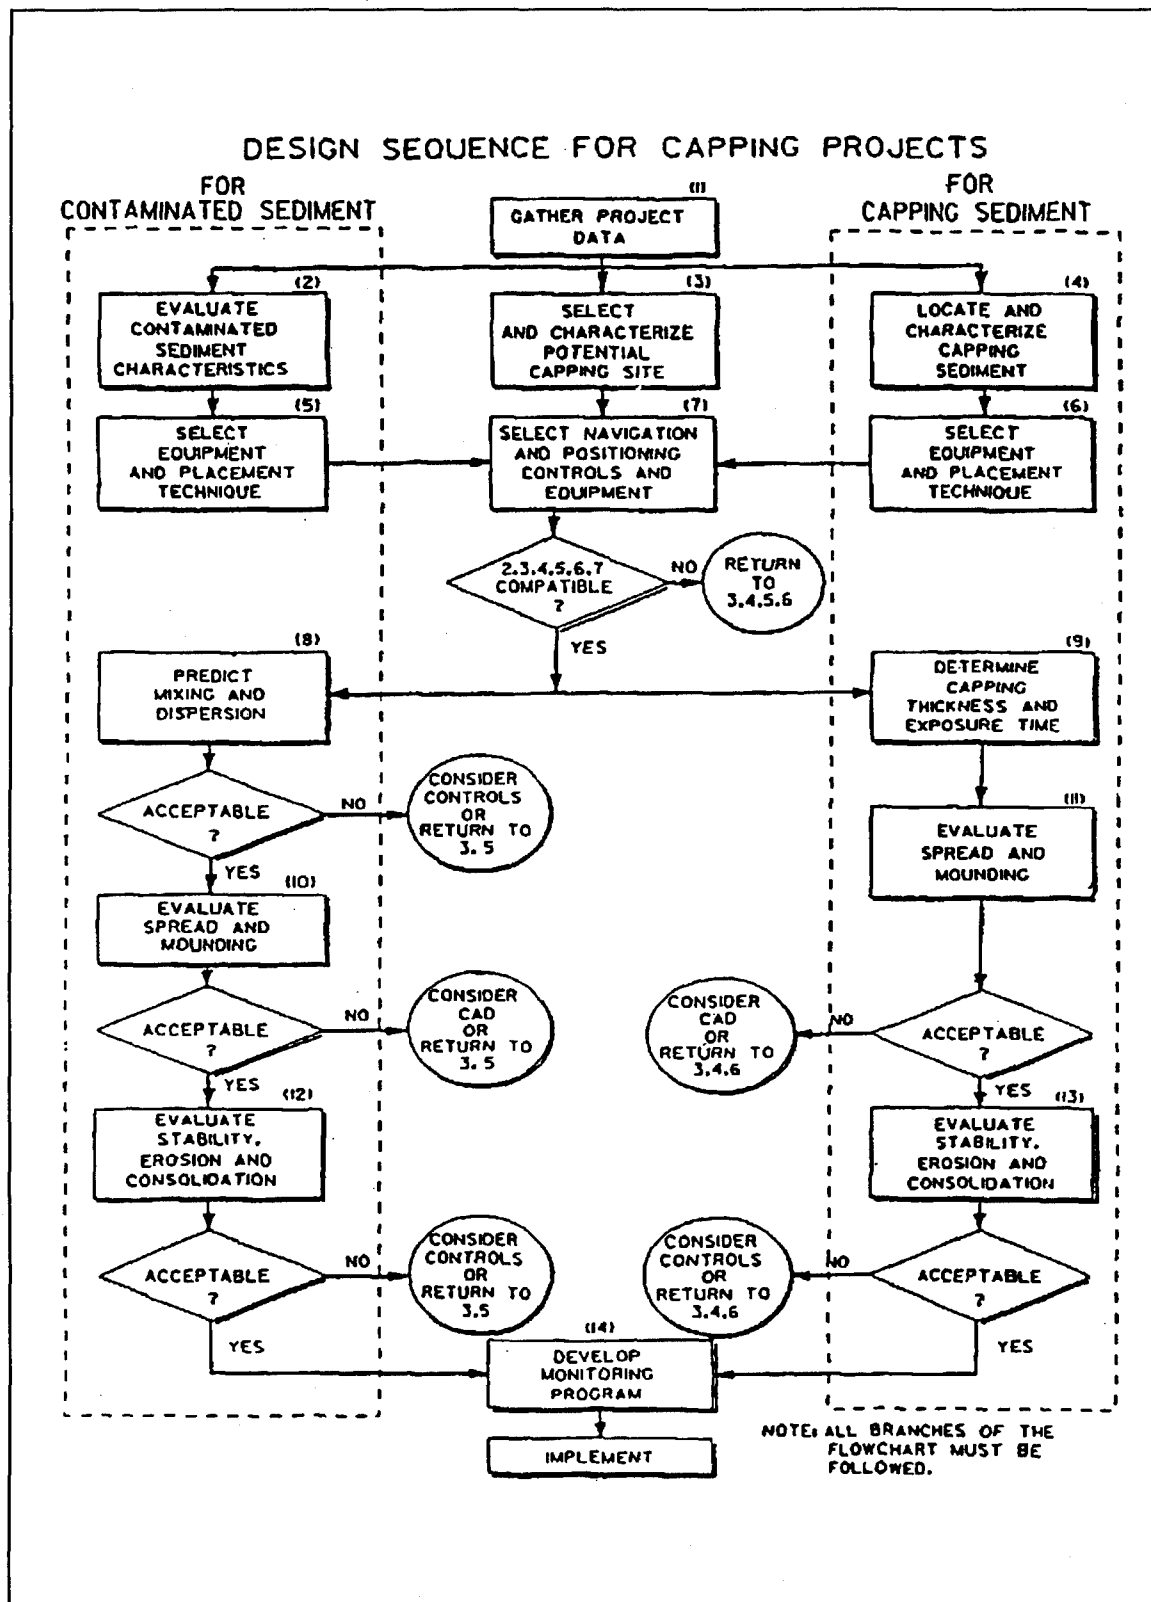 DESIGN SEQUENCE FOR CAPPING PROJECTS
FOR
CONTAMINATED SEDIMENT
FOR
CAPPING SEDIMENT
(1)
GATHER PROJECT
DATA
(2)
EVALUATE
CONTAMINATED
SEDIMENT
CHARACTERISTICS
(3)
SELECT
AND CHARACTERIZE
POTENTIAL
CAPPING SITE
(4)
LOCATE AND
CHARACTERIZE
CAPPING
SEDIMENT
(5)
SELECT
EQUIPMENT
AND PLACEMENT
TECHNIQUE
(7)
SELECT NAVIGATION
AND POSITIONING
CONTROLS AND
EQUIPMENT
(6)
SELECT
EQUIPMENT
AND PLACEMENT
TECHNIQUE
2.3.4.5.6.7
COMPATIBLE
?
NO
RETURN
TO
3.4.5.6
YES
(8)
PREDICT
MIXING AND
DISPERSION
(9)
DETERMINE
CAPPING
THICKNESS AND
EXPOSURE TIME
ACCEPTABLE
?
NO
CONSIDER
CONTROLS
OR
RETURN TO
3.5
YES
(11)
EVALUATE
SPREAD AND
MOUNDING
(10)
EVALUATE
SPREAD AND
MOUNDING
ACCEPTABLE
?
NO
CONSIDER
CAD
OR
RETURN TO
3.5
YES
CONSIDER
CAD
OR
RETURN TO
3.4.6
NO
ACCEPTABLE
?
YES
(12)
EVALUATE
STABILITY,
EROSION AND
CONSOLIDATION
(13)
EVALUATE
STABILITY,
EROSION AND
CONSOLIDATION
ACCEPTABLE
?
NO
CONSIDER
CONTROLS
OR
RETURN TO
3.5
YES
CONSIDER
CONTROLS
OR
RETURN TO
3.4.6
NO
ACCEPTABLE
?
YES
(14)
DEVELOP
MONITORING
PROGRAM
IMPLEMENT
NOTE: ALL BRANCHES OF THE
FLOWCHART MUST BE
FOLLOWED.